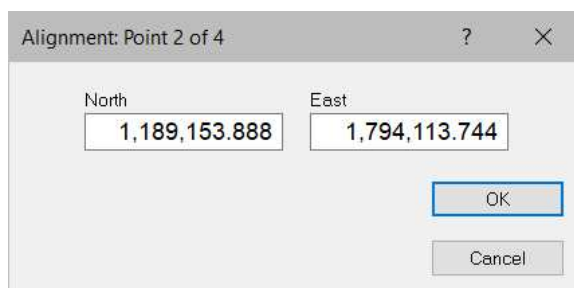 Alignment: Point 2 of 4 ?
North East
1,189,153.888 1,794,113.744
OK
Cancel